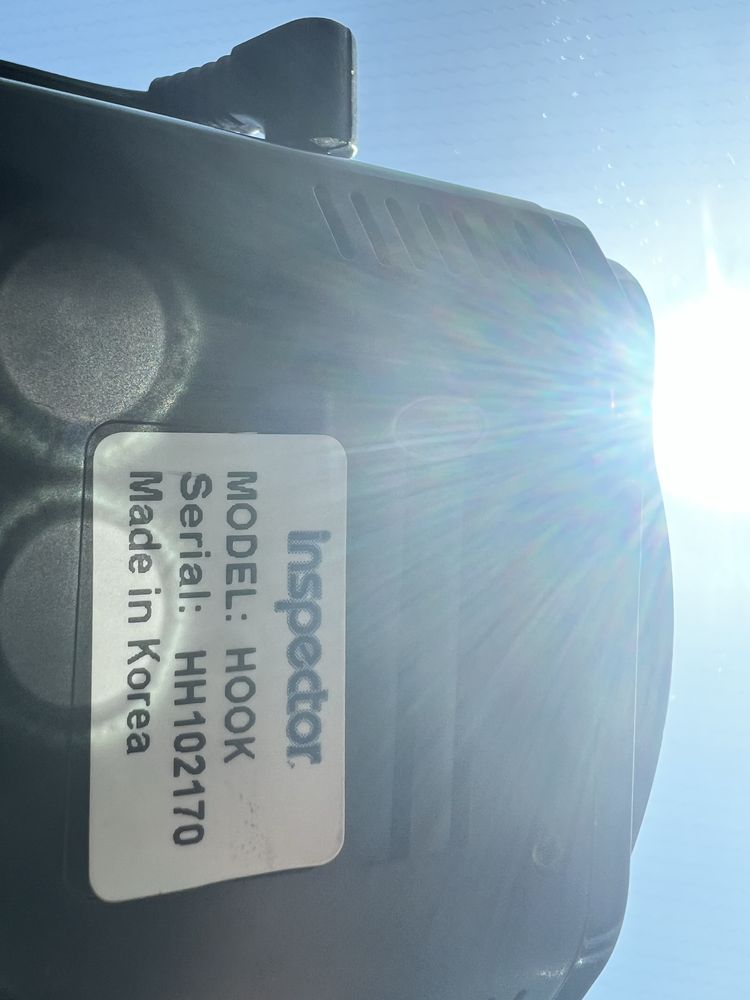 inspector.
MODEL: HOOK
Serial: HH102170
Made in Korea